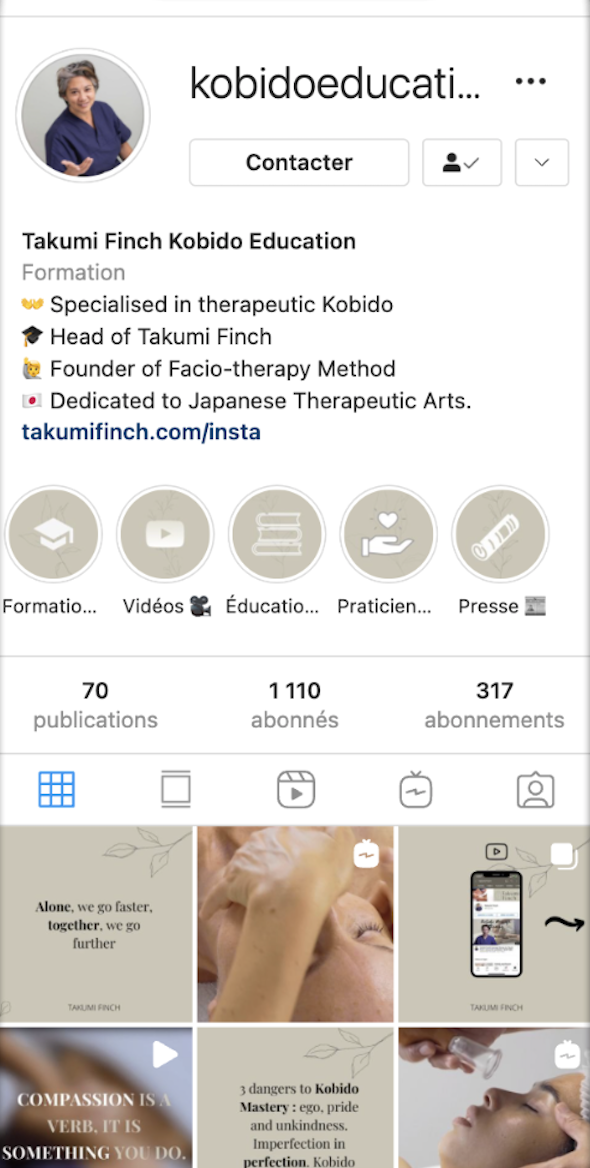 kobidoeducati...
Contacter
Takumi Finch Kobido Education
Formation
👐 Specialised in therapeutic Kobido
🎓 Head of Takumi Finch
🙋 Founder of Facio-therapy Method
🇯🇵 Dedicated to Japanese Therapeutic Arts.
takumifinch.com/insta
Formatio... Vidéos 🎥 Éducatio... Praticien... Presse 📰
70 1 110 317
publications abonnés abonnements
Alone, we go faster,
together, we go
further
TAKUMI FINCH
TAKUMI FINCH
COMPASSION IS A
VERB, IT IS
SOMETHING YOU DO.
3 dangers to Kobido
Mastery : ego, pride
and unkindness.
Imperfection in
perfection. Kobido